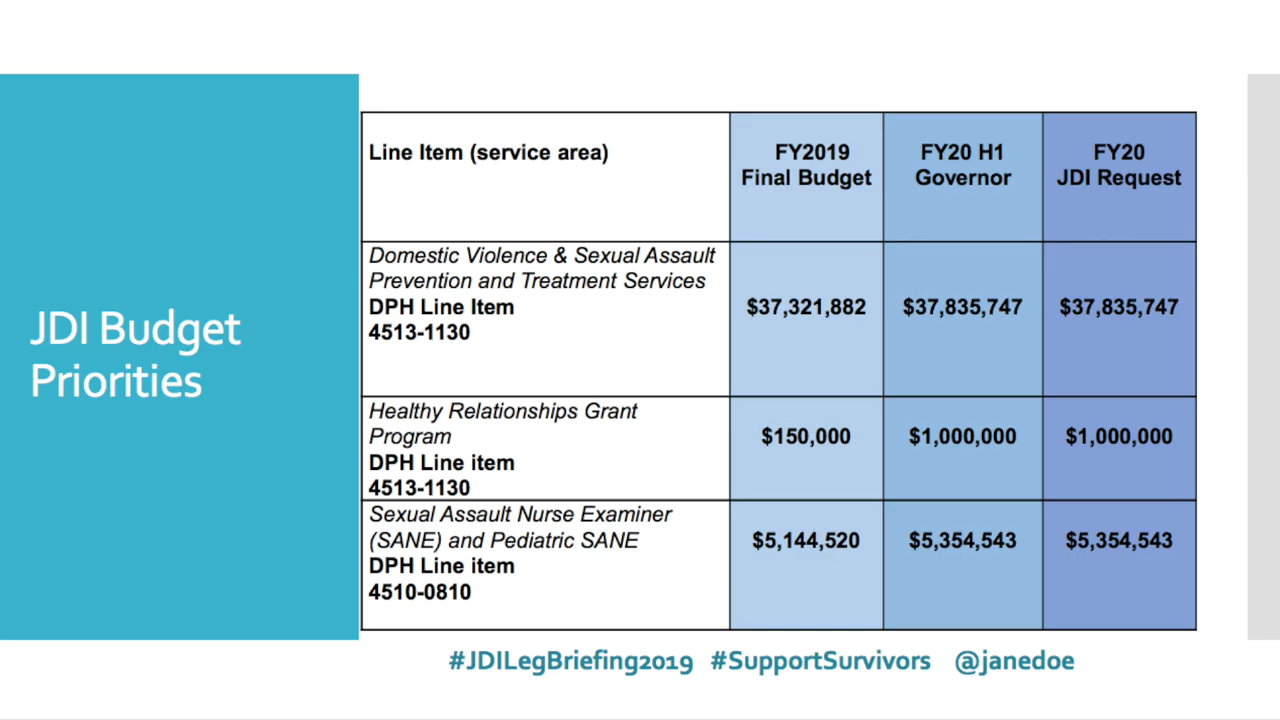 JDI Budget
Priorities
Line Item (service area)
FY2019
Final Budget
FY20 H1
Governor
FY20
JDI Request
Domestic Violence & Sexual Assault
Prevention and Treatment Services
DPH Line Item
4513-1130
$37,321,882
$37,835,747
$37,835,747
Healthy Relationships Grant
Program
DPH Line item
4513-1130
$150,000
$1,000,000
$1,000,000
Sexual Assault Nurse Examiner
(SANE) and Pediatric SANE
DPH Line item
4510-0810
$5,144,520
$5,354,543
$5,354,543
#JDILegBriefing2019 #SupportSurvivors @janedoe